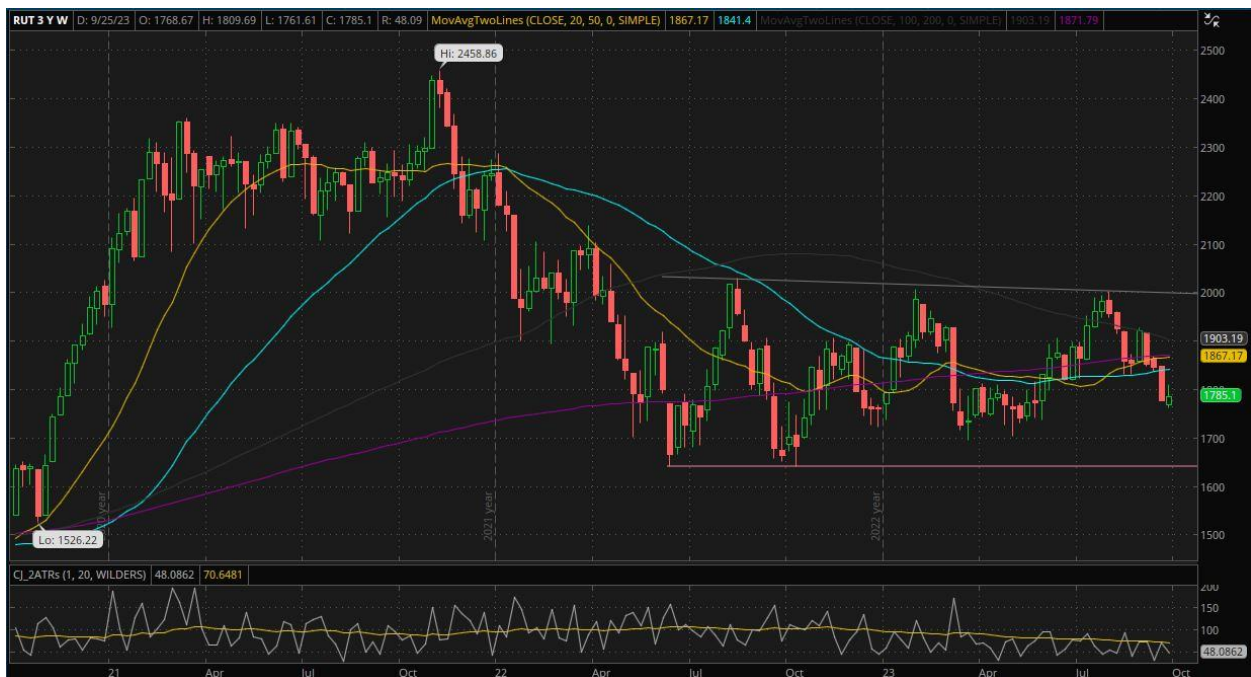 RUT 3 Y W D: 9/25/23 O: 1768.67 H: 1809.69 L: 1761.61 C: 1785.1 R: 48.09 MovAvgTwoLines (CLOSE, 20, 50, 0, SIMPLE) 1867.17 1841.4 MovAvgTwoLines (CLOSE, 100, 200, 0, SIMPLE) 1903.19 1871.79
Hi: 2458.86
2500
2400
2300
2200
2100
2000
1903.19
1867.17
1800
1785.1
1700
1600
1500
Lo: 1526.22
2021 year
2022 year
CJ_2ATRs (1, 20, WILDERS) 48.0862 70.6481
200
150
100
48.0862
21 Apr Jul Oct 22 Apr Jul Oct 23 Apr Jul Oct